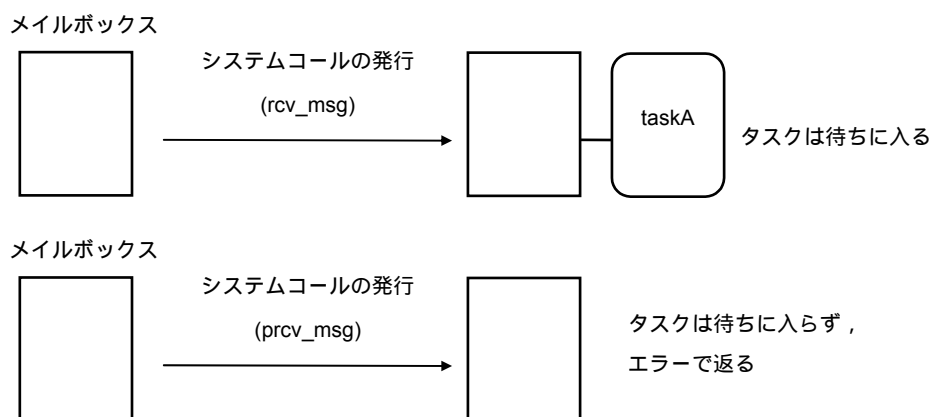 メイルボックス
システムコールの発行
(rcv_msg)
taskA
タスクは待ちに入る
メイルボックス
システムコールの発行
(prcv_msg)
タスクは待ちに入らず，
エラーで返る